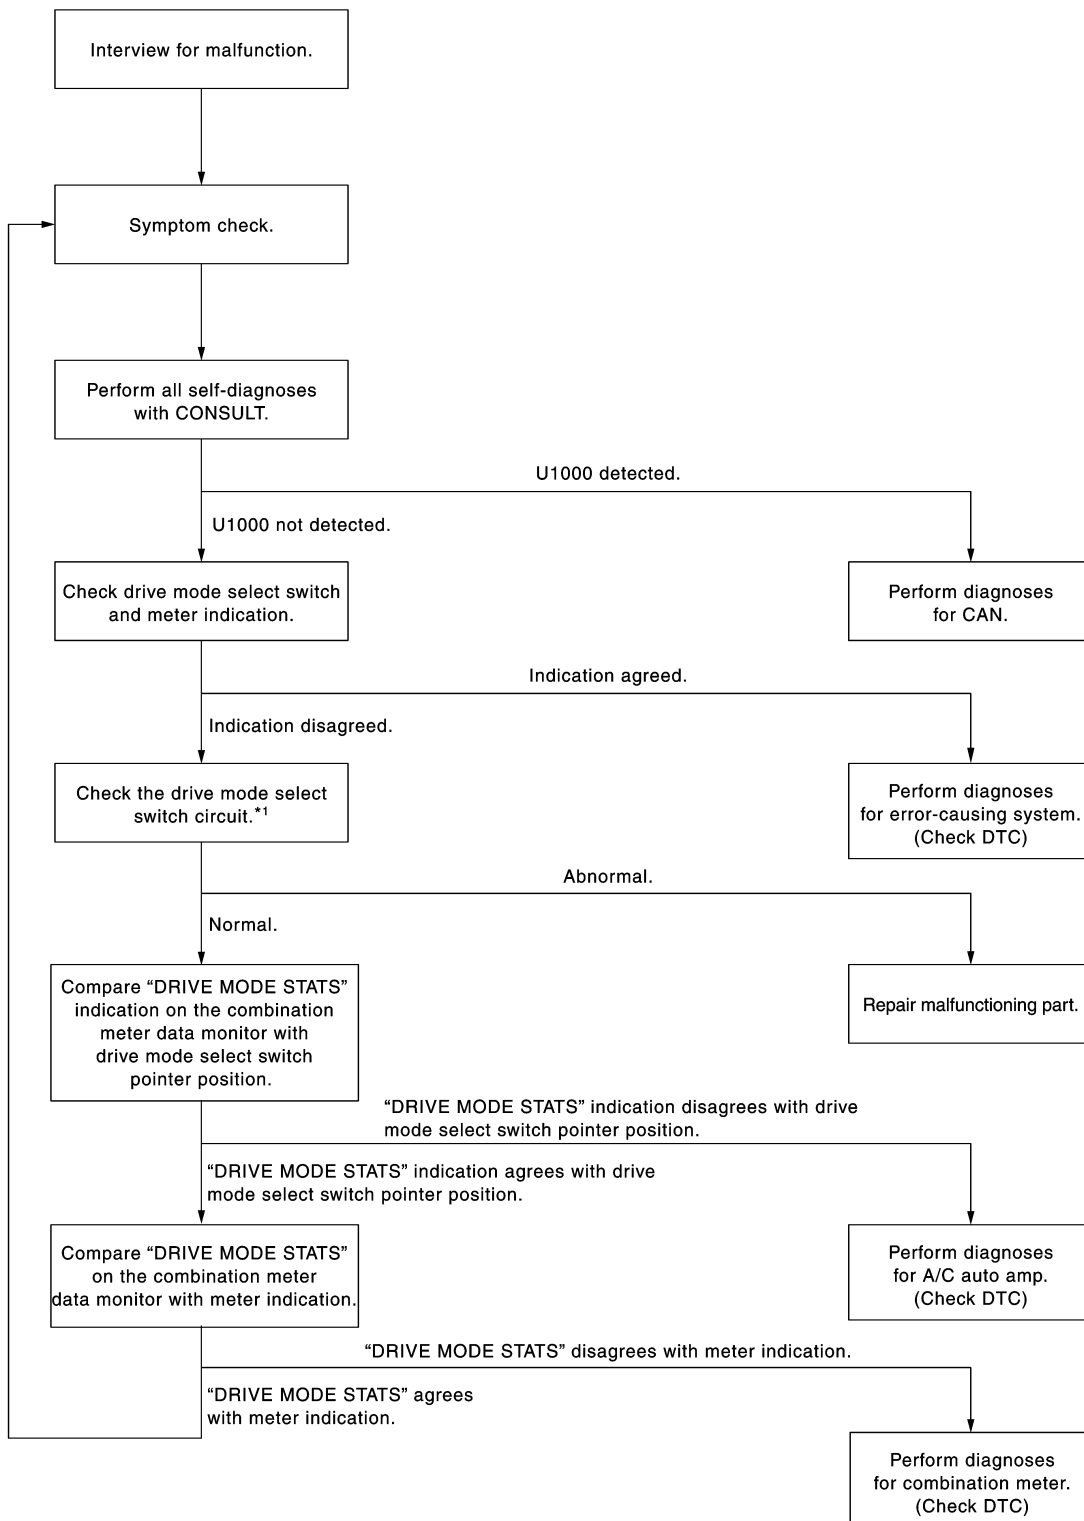 Interview for malfunction.
Symptom check.
Perform all self-diagnoses
with CONSULT.
U1000 detected.
U1000 not detected.
Check drive mode select switch
and meter indication.
Perform diagnoses
for CAN.
Indication agreed.
Indication disagreed.
Check the drive mode select
switch circuit.*1
Perform diagnoses
for error-causing system.
(Check DTC)
Abnormal.
Normal.
Compare “DRIVE MODE STATS”
indication on the combination
meter data monitor with
drive mode select switch
pointer position.
Repair malfunctioning part.
“DRIVE MODE STATS” indication disagrees with drive
mode select switch pointer position.
“DRIVE MODE STATS” indication agrees with drive
mode select switch pointer position.
Compare “DRIVE MODE STATS”
on the combination meter
data monitor with meter indication.
Perform diagnoses
for A/C auto amp.
(Check DTC)
“DRIVE MODE STATS” disagrees with meter indication.
“DRIVE MODE STATS” agrees
with meter indication.
Perform diagnoses
for combination meter.
(Check DTC)